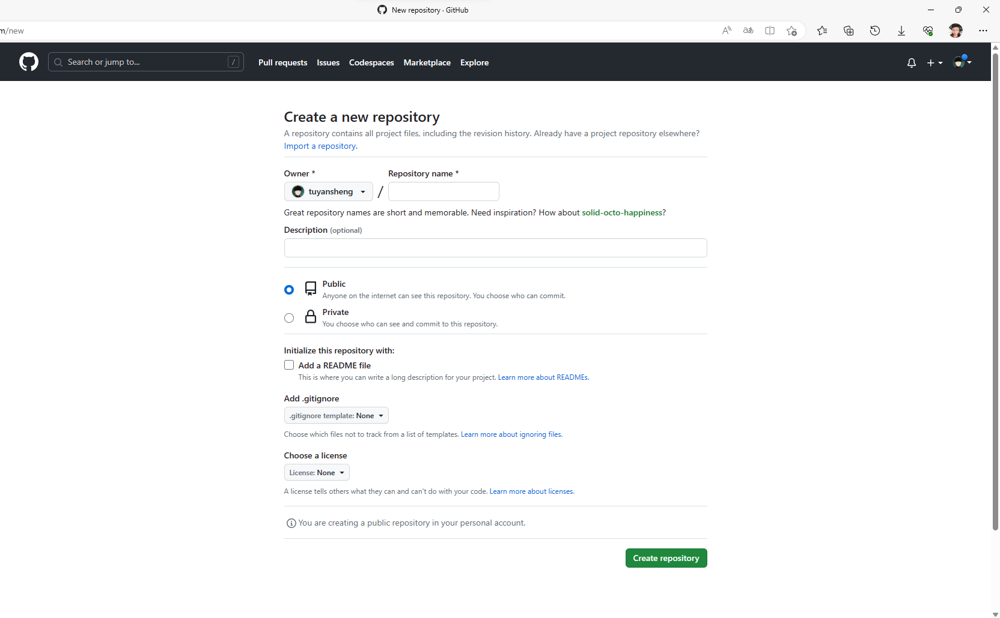 New repository · GitHub
m/new
Search or jump to... /
Pull requests Issues Codespaces Marketplace Explore
Create a new repository
A repository contains all project files, including the revision history. Already have a project repository elsewhere?
Import a repository.
Owner * Repository name *
tuyansheng /
Great repository names are short and memorable. Need inspiration? How about solid-octo-happiness?
Description (optional)
Public
Anyone on the internet can see this repository. You choose who can commit.
Private
You choose who can see and commit to this repository.
Initialize this repository with:
Add a README file
This is where you can write a long description for your project. Learn more about READMEs.
Add .gitignore
.gitignore template: None
Choose which files not to track from a list of templates. Learn more about ignoring files.
Choose a license
License: None
A license tells others what they can and can't do with your code. Learn more about licenses.
You are creating a public repository in your personal account.
Create repository